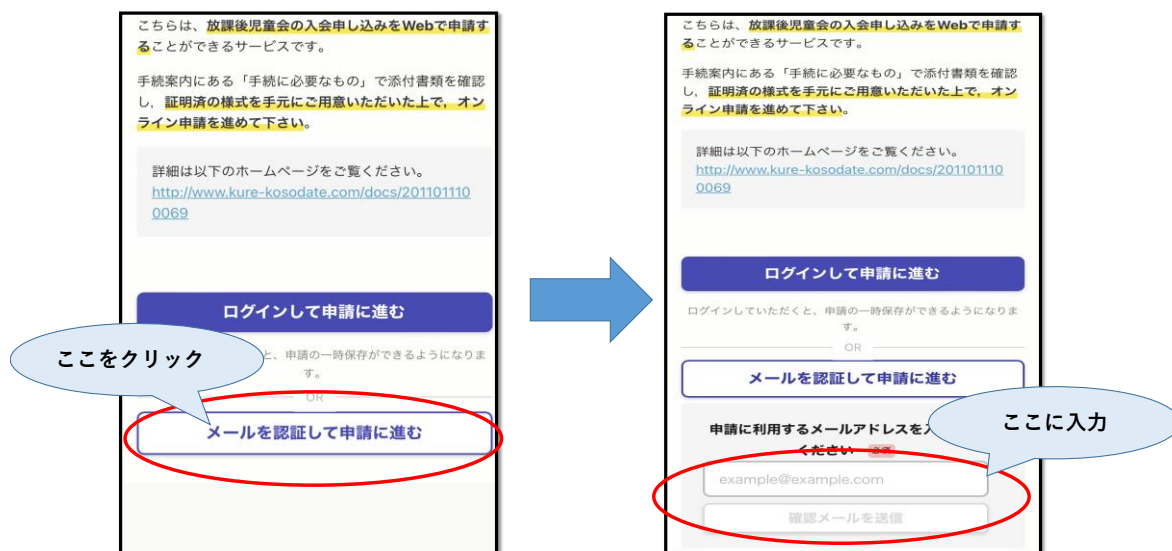 こちらは、放課後児童会の入会申し込みをWebで申請す
ることができるサービスです。
手続案内にある「手続に必要なもの」で添付書類を確認
し、証明済の様式を手元にご用意いただいた上で，オン
ライン申請を進めて下さい。
詳細は以下のホームページをご覧ください。
http://www.kure-kosodate.com/docs/201101110
0069
ログインして申請に進む
ここをクリック
と、申請の一時保存ができるようになりま
す。
OR
メールを認証して申請に進む
こちらは、放課後児童会の入会申し込みをWebで申請す
ることができるサービスです。
手続案内にある「手続に必要なもの」で添付書類を確認
し、証明済の様式を手元にご用意いただいた上で，オン
ライン申請を進めて下さい。
詳細は以下のホームページをご覧ください。
http://www.kure-kosodate.com/docs/201101110
0069
ログインして申請に進む
ログインしていただくと、申請の一時保存ができるようになりま
す。
OR
メールを認証して申請に進む
ここに入力
申請に利用するメールアドレスを
ください 必須
example@example.com
確認メールを送信